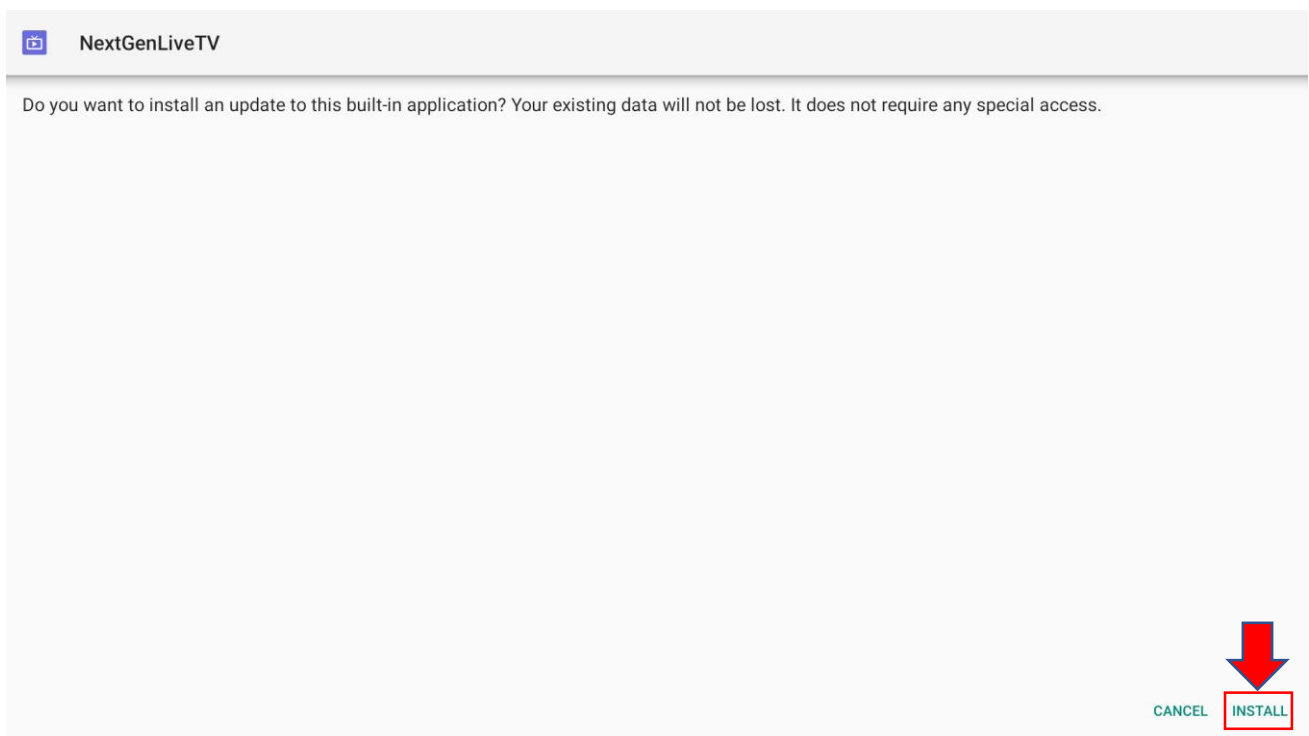 NextGenLiveTV
Do you want to install an update to this built-in application? Your existing data will not be lost. It does not require any special access.
CANCEL INSTALL